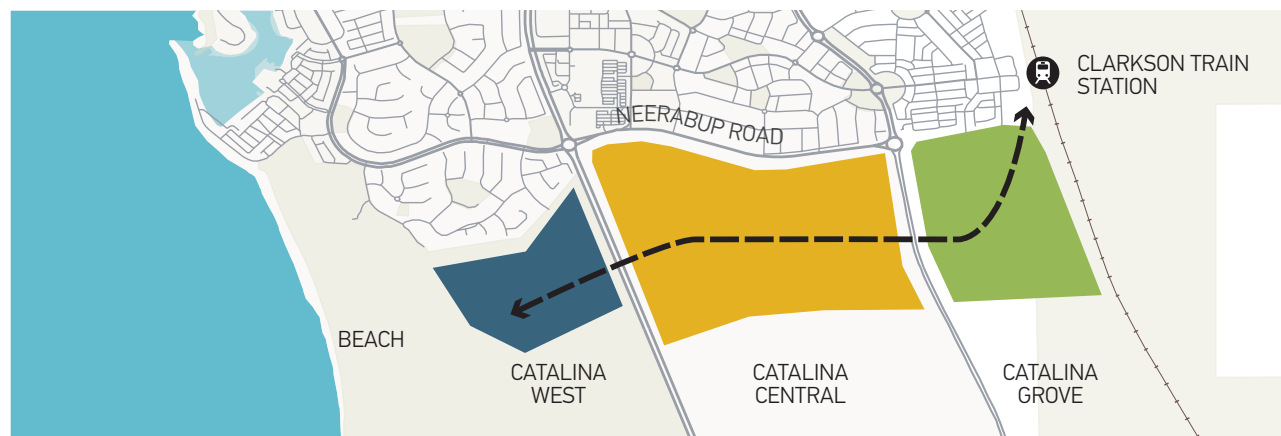 CLARKSON TRAIN
STATION
NEERABUP ROAD
BEACH
CATALINA
WEST
CATALINA
CENTRAL
CATALINA
GROVE